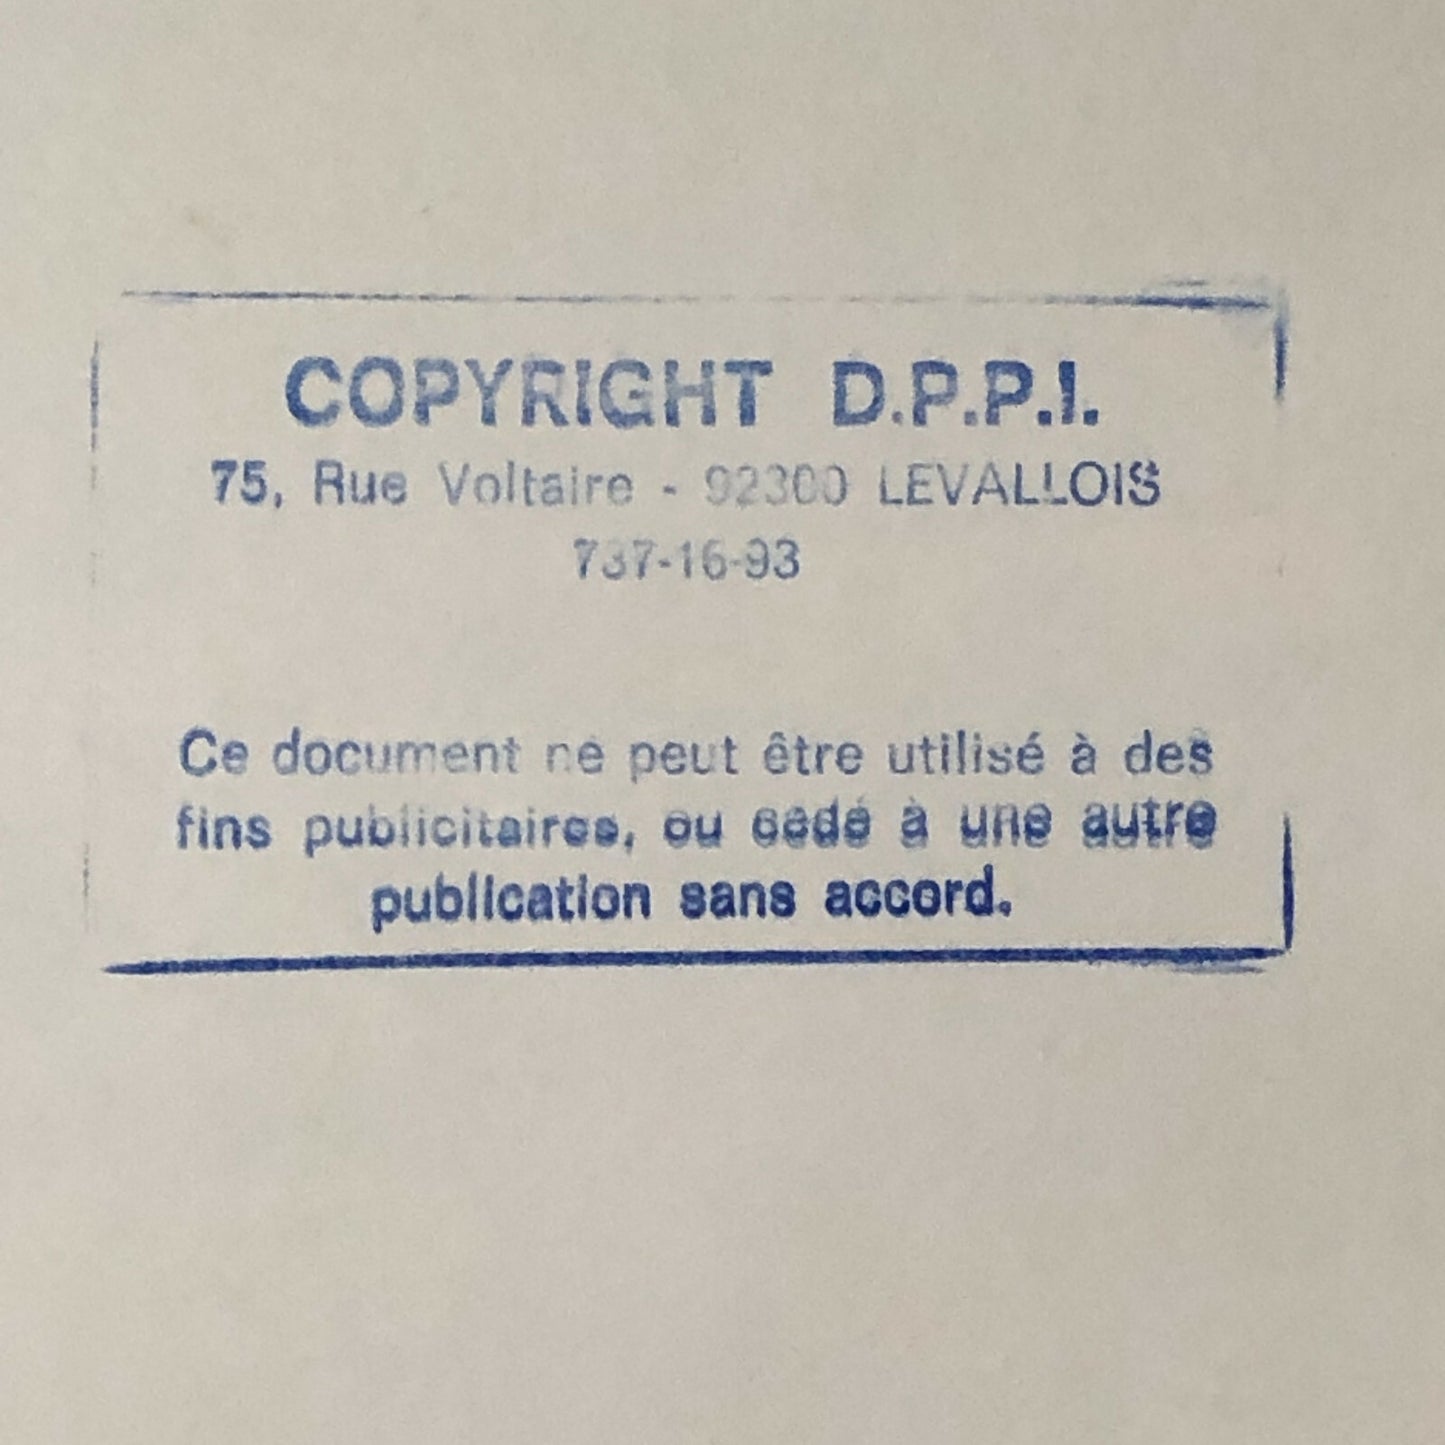 COPYRIGHT D.P.P.I.
75, Rue Voltaire - 92300 LEVALLOIS
737-16-93
Ce document ne peut être utilisé à des
fins publicitaires, ou cédé à une autre
publication sans accord.